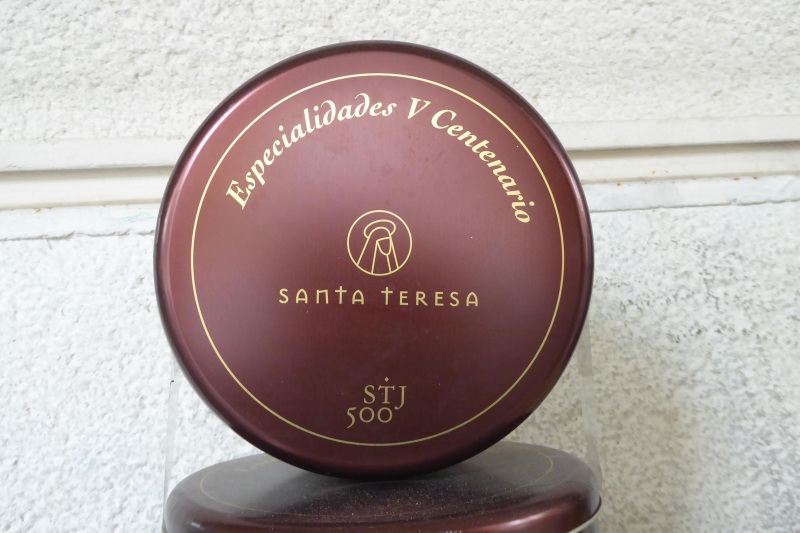 Especialidades V Centenario
SANTA TERESA
STJ
500